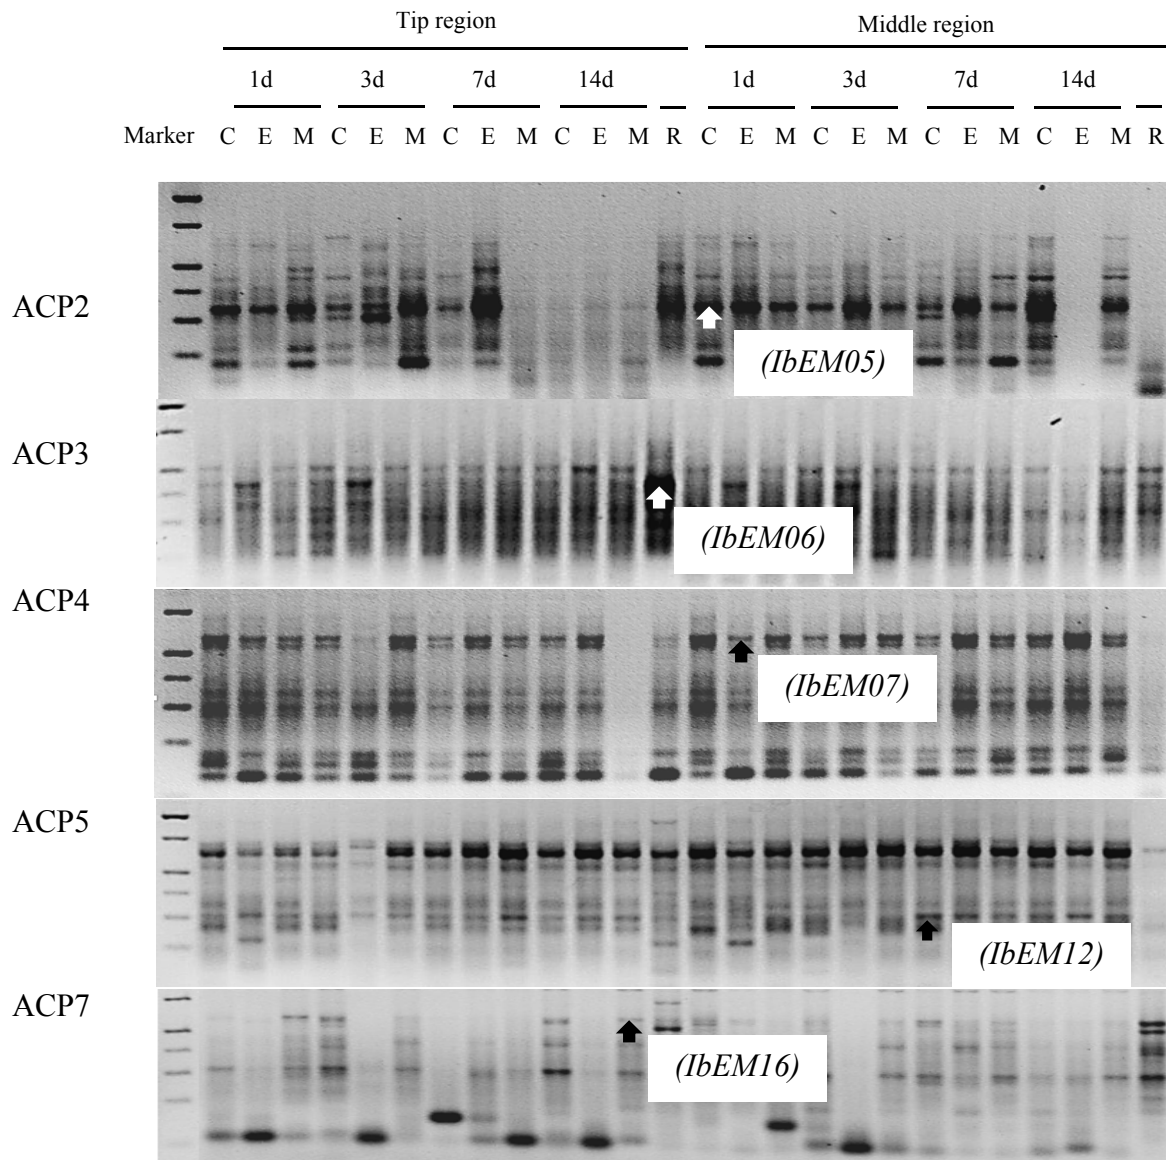 Tip region Middle region
1d 3d 7d 14d 1d 3d 7d 14d
Marker C E M C E M C E M C E M R C E M C E M C E M C E M R
ACP2
(IbEM05)
ACP3
(IbEM06)
ACP4
(IbEM07)
ACP5
(IbEM12)
ACP7
(IbEM16)